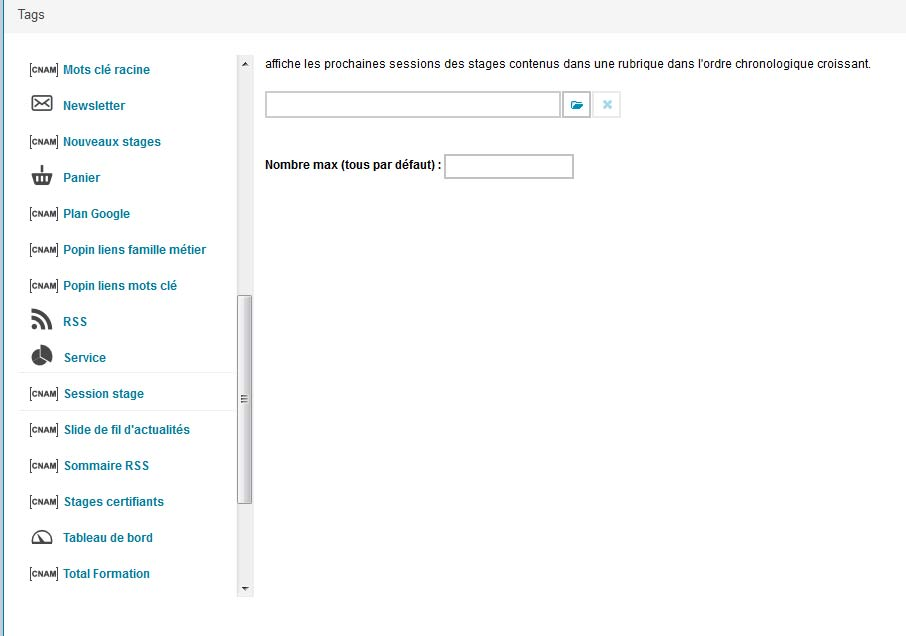 Tags
[CNAM] Mots clé racine
Newsletter
[CNAM] Nouveaux stages
Panier
[CNAM] Plan Google
[CNAM] Popin liens famille métier
[CNAM] Popin liens mots clé
RSS
Service
[CNAM] Session stage
[CNAM] Slide de fil d'actualités
[CNAM] Sommaire RSS
[CNAM] Stages certifiants
Tableau de bord
[CNAM] Total Formation
affiche les prochaines sessions des stages contenus dans une rubrique dans l'ordre chronologique croissant.
Nombre max (tous par défaut) :